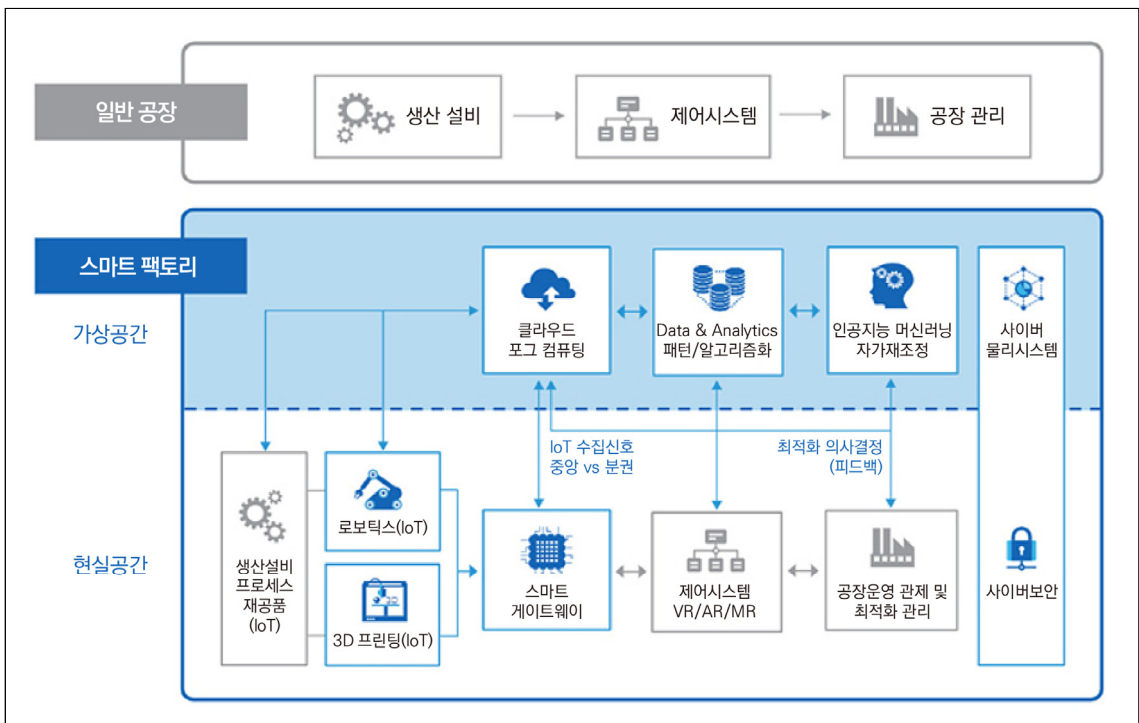 일반 공장
생산 설비
제어시스템
공장 관리
스마트 팩토리
가상공간
클라우드
포그 컴퓨팅
Data & Analytics
패턴/알고리즘화
인공지능 머신러닝
자가재조정
사이버
물리시스템
IoT 수집신호
중앙 vs 분권
최적화 의사결정
(피드백)
현실공간
생산설비
프로세스
재공품
(IoT)
로보틱스(IoT)
3D 프린팅(IoT)
스마트
게이트웨이
제어시스템
VR/AR/MR
공장운영 관제 및
최적화 관리
사이버보안